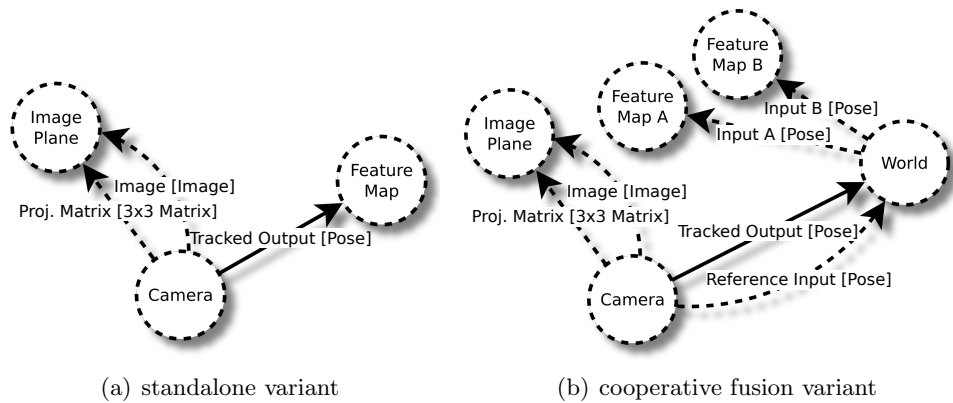 Image
Plane
Feature
Map
Image [Image]
Proj. Matrix [3x3 Matrix]
Tracked Output [Pose]
Camera
(a) standalone variant
Feature
Map B
Feature
Map A
Image
Plane
Input B [Pose]
Input A [Pose]
World
Image [Image]
Proj. Matrix [3x3 Matrix]
Tracked Output [Pose]
Reference Input [Pose]
Camera
(b) cooperative fusion variant